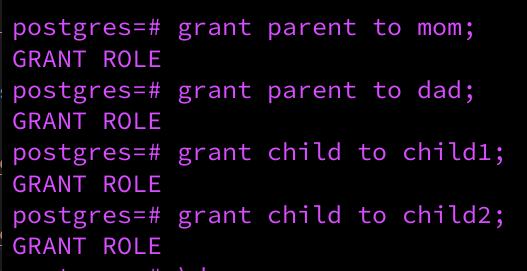 postgres=# grant parent to mom;
GRANT ROLE
postgres=# grant parent to dad;
GRANT ROLE
postgres=# grant child to child1;
GRANT ROLE
postgres=# grant child to child2;
GRANT ROLE